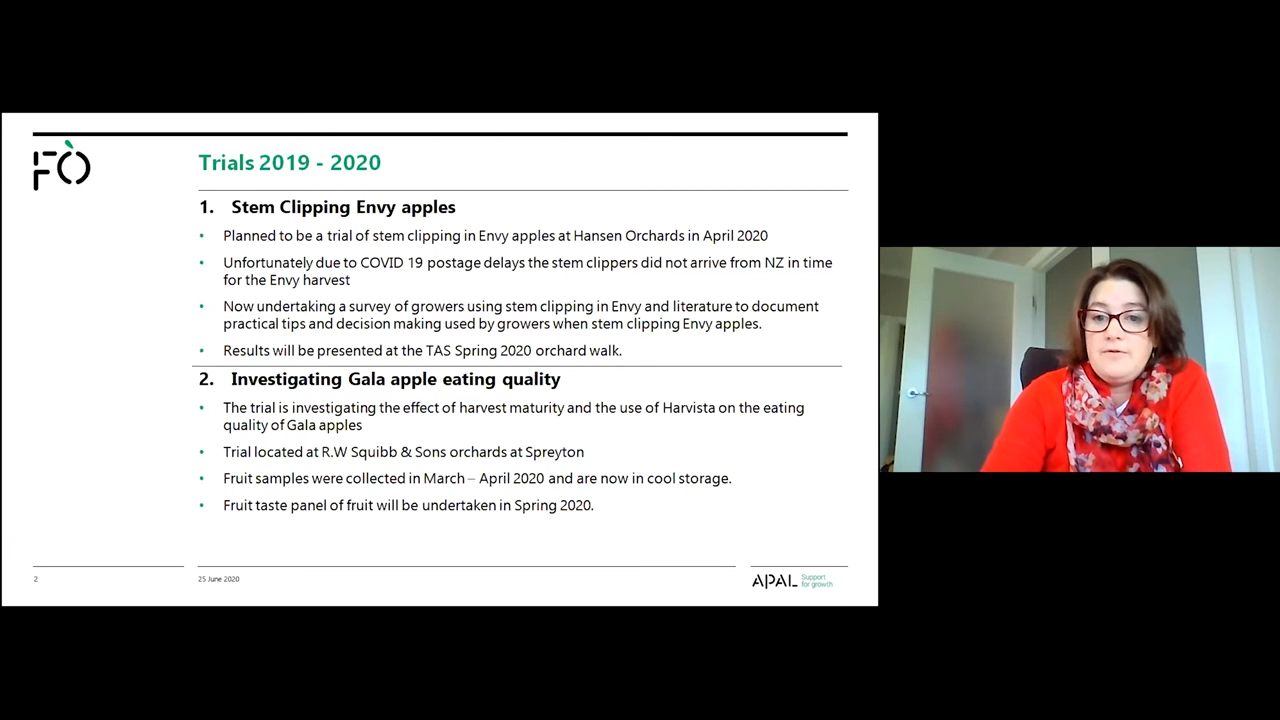 FO
Trials 2019 - 2020
1. Stem Clipping Envy apples
• Planned to be a trial of stem clipping in Envy apples at Hansen Orchards in April 2020
• Unfortunately due to COVID 19 postage delays the stem clippers did not arrive from NZ in time
for the Envy harvest
• Now undertaking a survey of growers using stem clipping in Envy and literature to document
practical tips and decision making used by growers when stem clipping Envy apples.
• Results will be presented at the TAS Spring 2020 orchard walk.
2. Investigating Gala apple eating quality
• The trial is investigating the effect of harvest maturity and the use of Harvista on the eating
quality of Gala apples
• Trial located at R.W Squibb & Sons orchards at Spreyton
• Fruit samples were collected in March – April 2020 and are now in cool storage.
• Fruit taste panel of fruit will be undertaken in Spring 2020.
2
25 June 2020
APAL Support
for growth